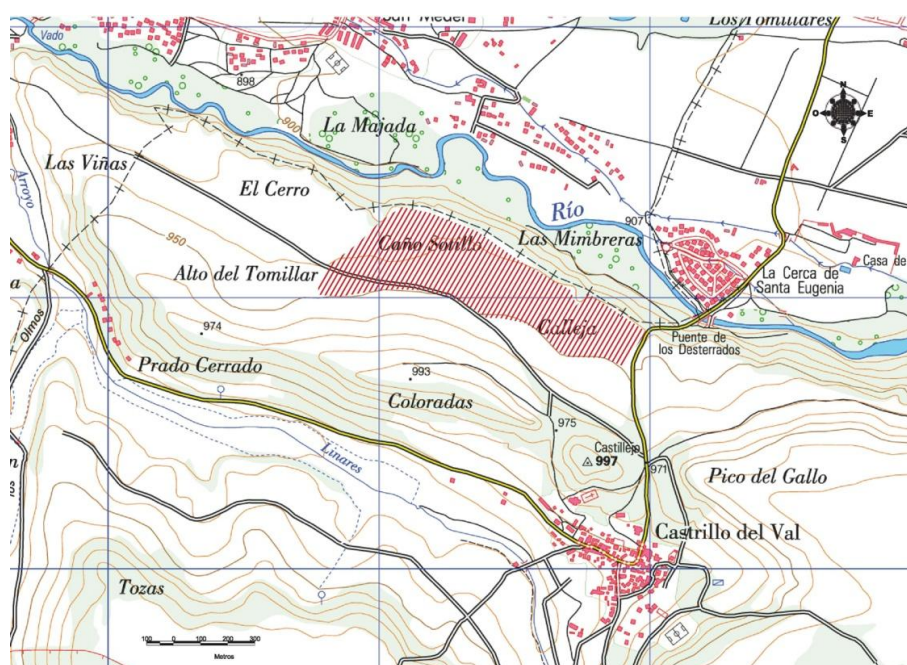 San Medel
Los Tomillares
Vado
898
900
La Majada
N
O
E
S
Las Viñas
El Cerro
Arroyo
Río
907
Caño Sotillo
Las Mimbreras
950
Casa de
La Cerca de
Santa Eugenia
Alto del Tomillar
a
Olmos
974
Calleja
Puente de
los Desterrados
Prado Cerrado
993
Coloradas
975
Castillejo
997
971
Linares
Pico del Gallo
n
Castrillo del Val
Tozas
100
0
100
200
300
Metros